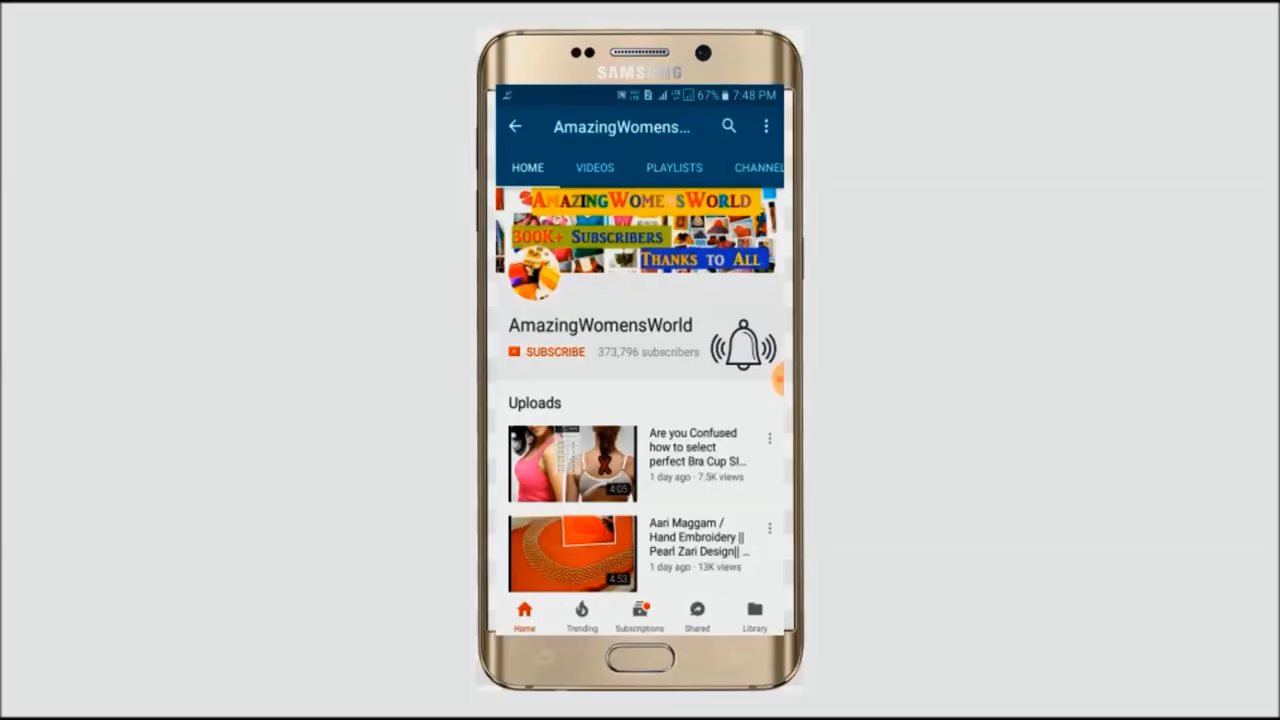 SAMSUNG
67% 7:48 PM
AmazingWomens...
HOME VIDEOS PLAYLISTS CHANNEL
AMAZINGWOMENSWORLD
300K+ SUBSCRIBERS
THANKS TO ALL
AmazingWomensWorld
SUBSCRIBE 373,796 subscribers
Uploads
Are you Confused
how to select
perfect Bra Cup SI...
1 day ago · 7.5K views
4:05
Aari Maggam /
Hand Embroidery ||
Pearl Zari Design|| ...
1 day ago · 13K views
4:53
Home Trending Subscriptions Shared Library